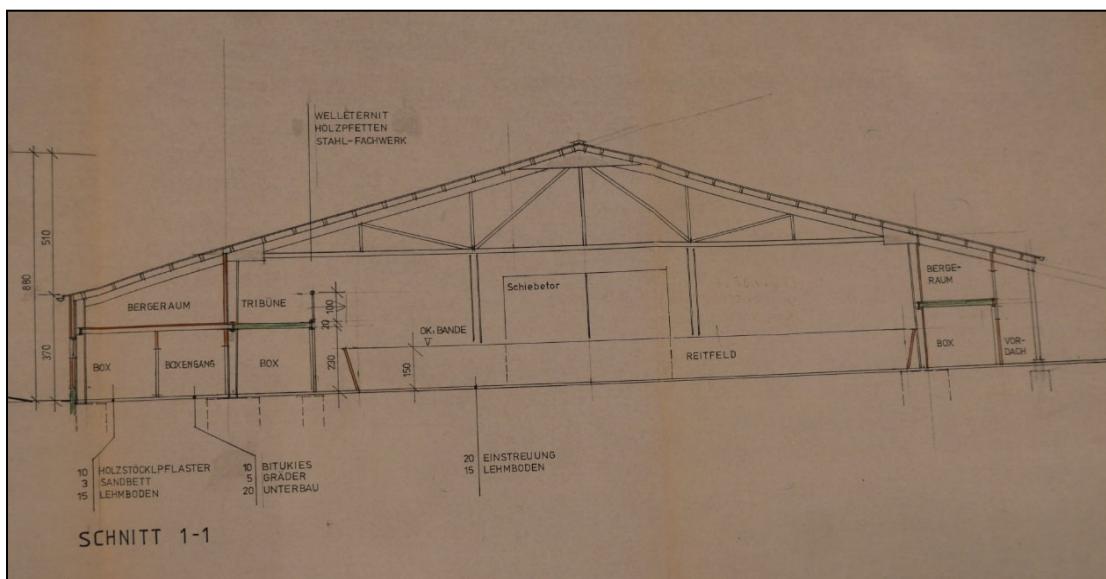 WELLETERNIT
HOLZPFETTEN
STAHL-FACHWERK
510
880
370
BERGERAUM
TRIBÜNE
100
20
230
Schiebetor
BERGE-
RAUM
OK. BANDE
150
BOX
BOXENGANG
BOX
REITFELD
BOX
VOR-
DACH
10 HOLZSTÖCKLPFLASTER
3 SANDBETT
15 LEHMBODEN
10 BITUKIES
5 GRÄDER
20 UNTERBAU
20 EINSTREUUNG
15 LEHMBODEN
SCHNITT 1-1